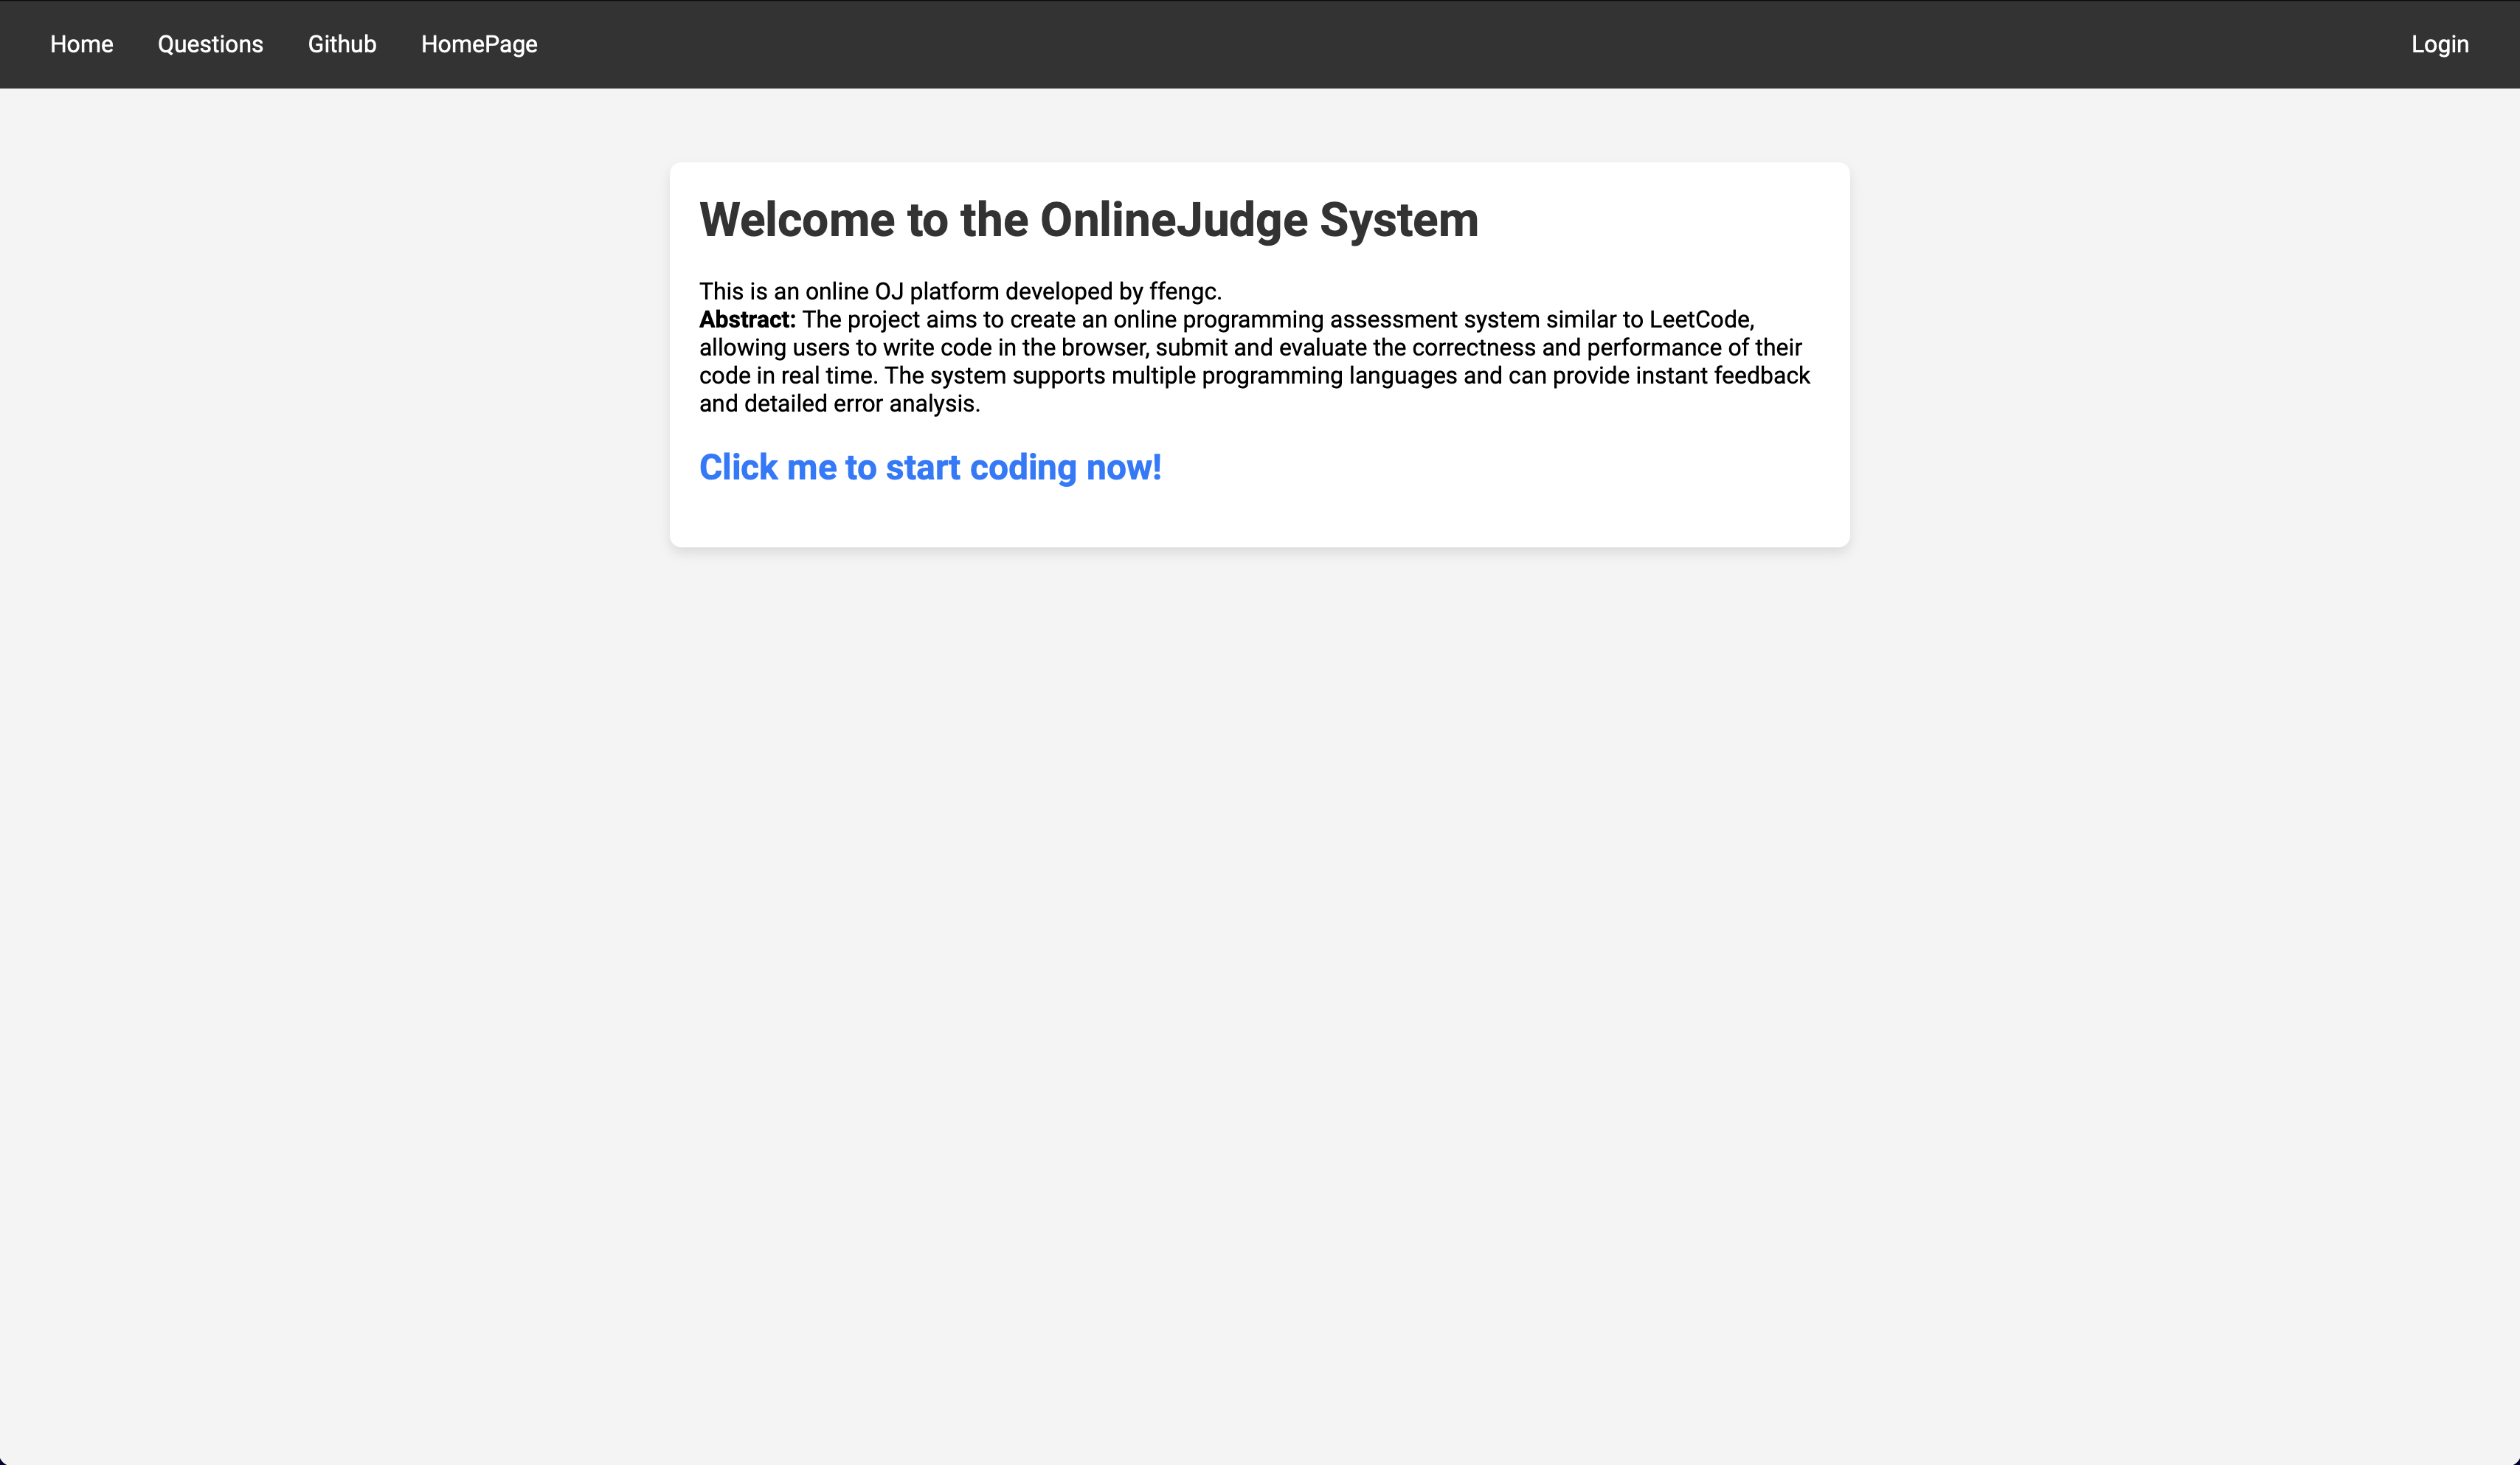 Home Questions Github HomePage Login
Welcome to the OnlineJudge System
This is an online OJ platform developed by ffengc.
Abstract: The project aims to create an online programming assessment system similar to LeetCode,
allowing users to write code in the browser, submit and evaluate the correctness and performance of their
code in real time. The system supports multiple programming languages and can provide instant feedback
and detailed error analysis.
Click me to start coding now!